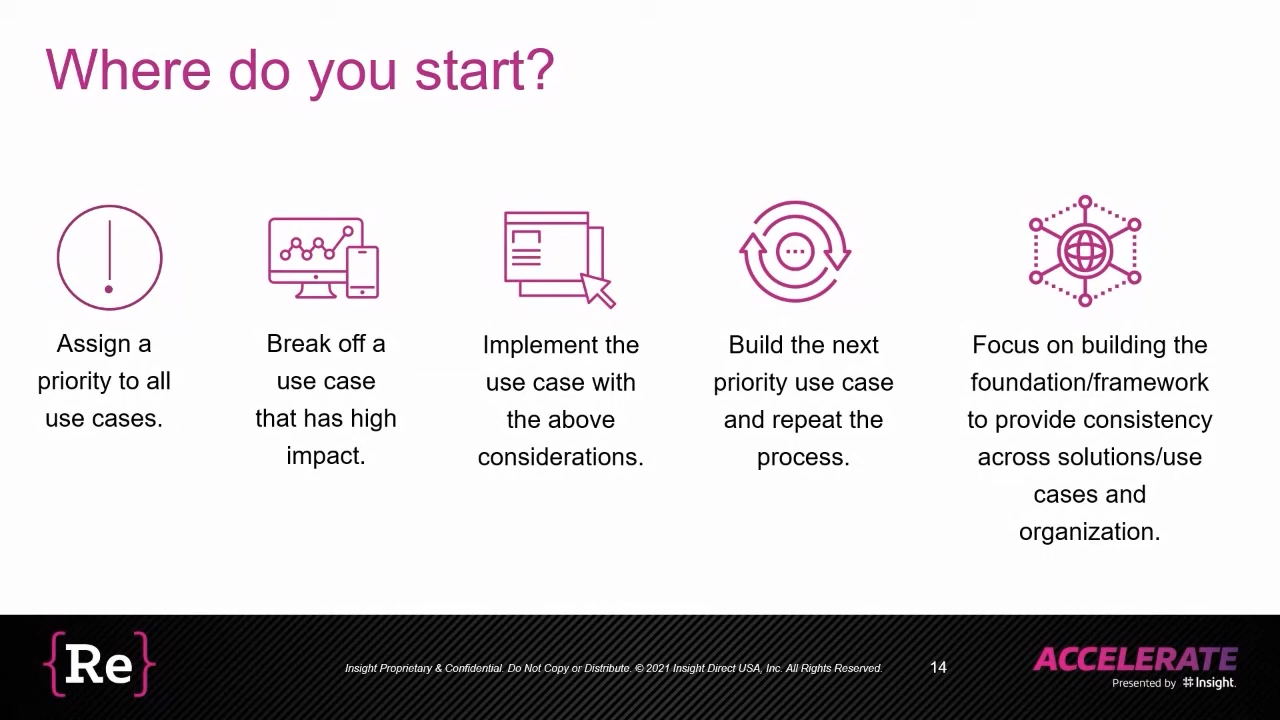 Where do you start?
Assign a
priority to all
use cases.
Break off a
use case
that has high
impact.
Implement the
use case with
the above
considerations.
Build the next
priority use case
and repeat the
process.
Focus on building the
foundation/framework
to provide consistency
across solutions/use
cases and
organization.
{Re}
Insight Proprietary & Confidential. Do Not Copy or Distribute. © 2021 Insight Direct USA, Inc. All Rights Reserved.
14
ACCELERATE
Presented by Insight.